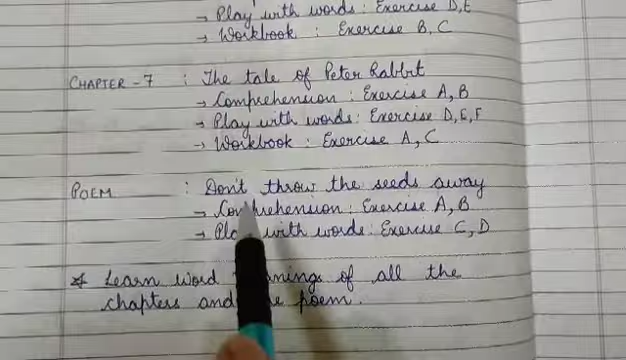 → Play with words: Exercise D,E
→ Workbook : Exercise B, C
CHAPTER - 7 : The tale of Peter Rabbit
→ Comprehension : Exercise A, B
→ Play with words: Exercise D, E, F
→ Workbook : Exercise A, C
POEM : Don't throw the seeds away
→ Comprehension : Exercise A, B
→ with words: Exercise C, D
* Learn word of all the
chapters and poem.